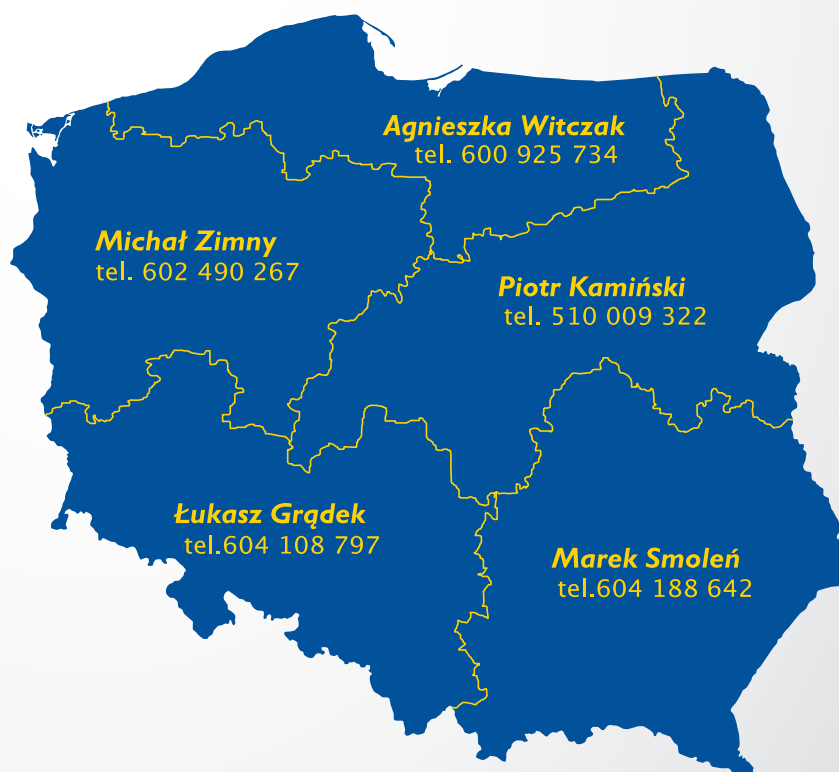 Agnieszka Witczak
tel. 600 925 734
Michał Zimny
tel. 602 490 267
Piotr Kamiński
tel. 510 009 322
Łukasz Grądek
tel.604 108 797
Marek Smoleń
tel.604 188 642